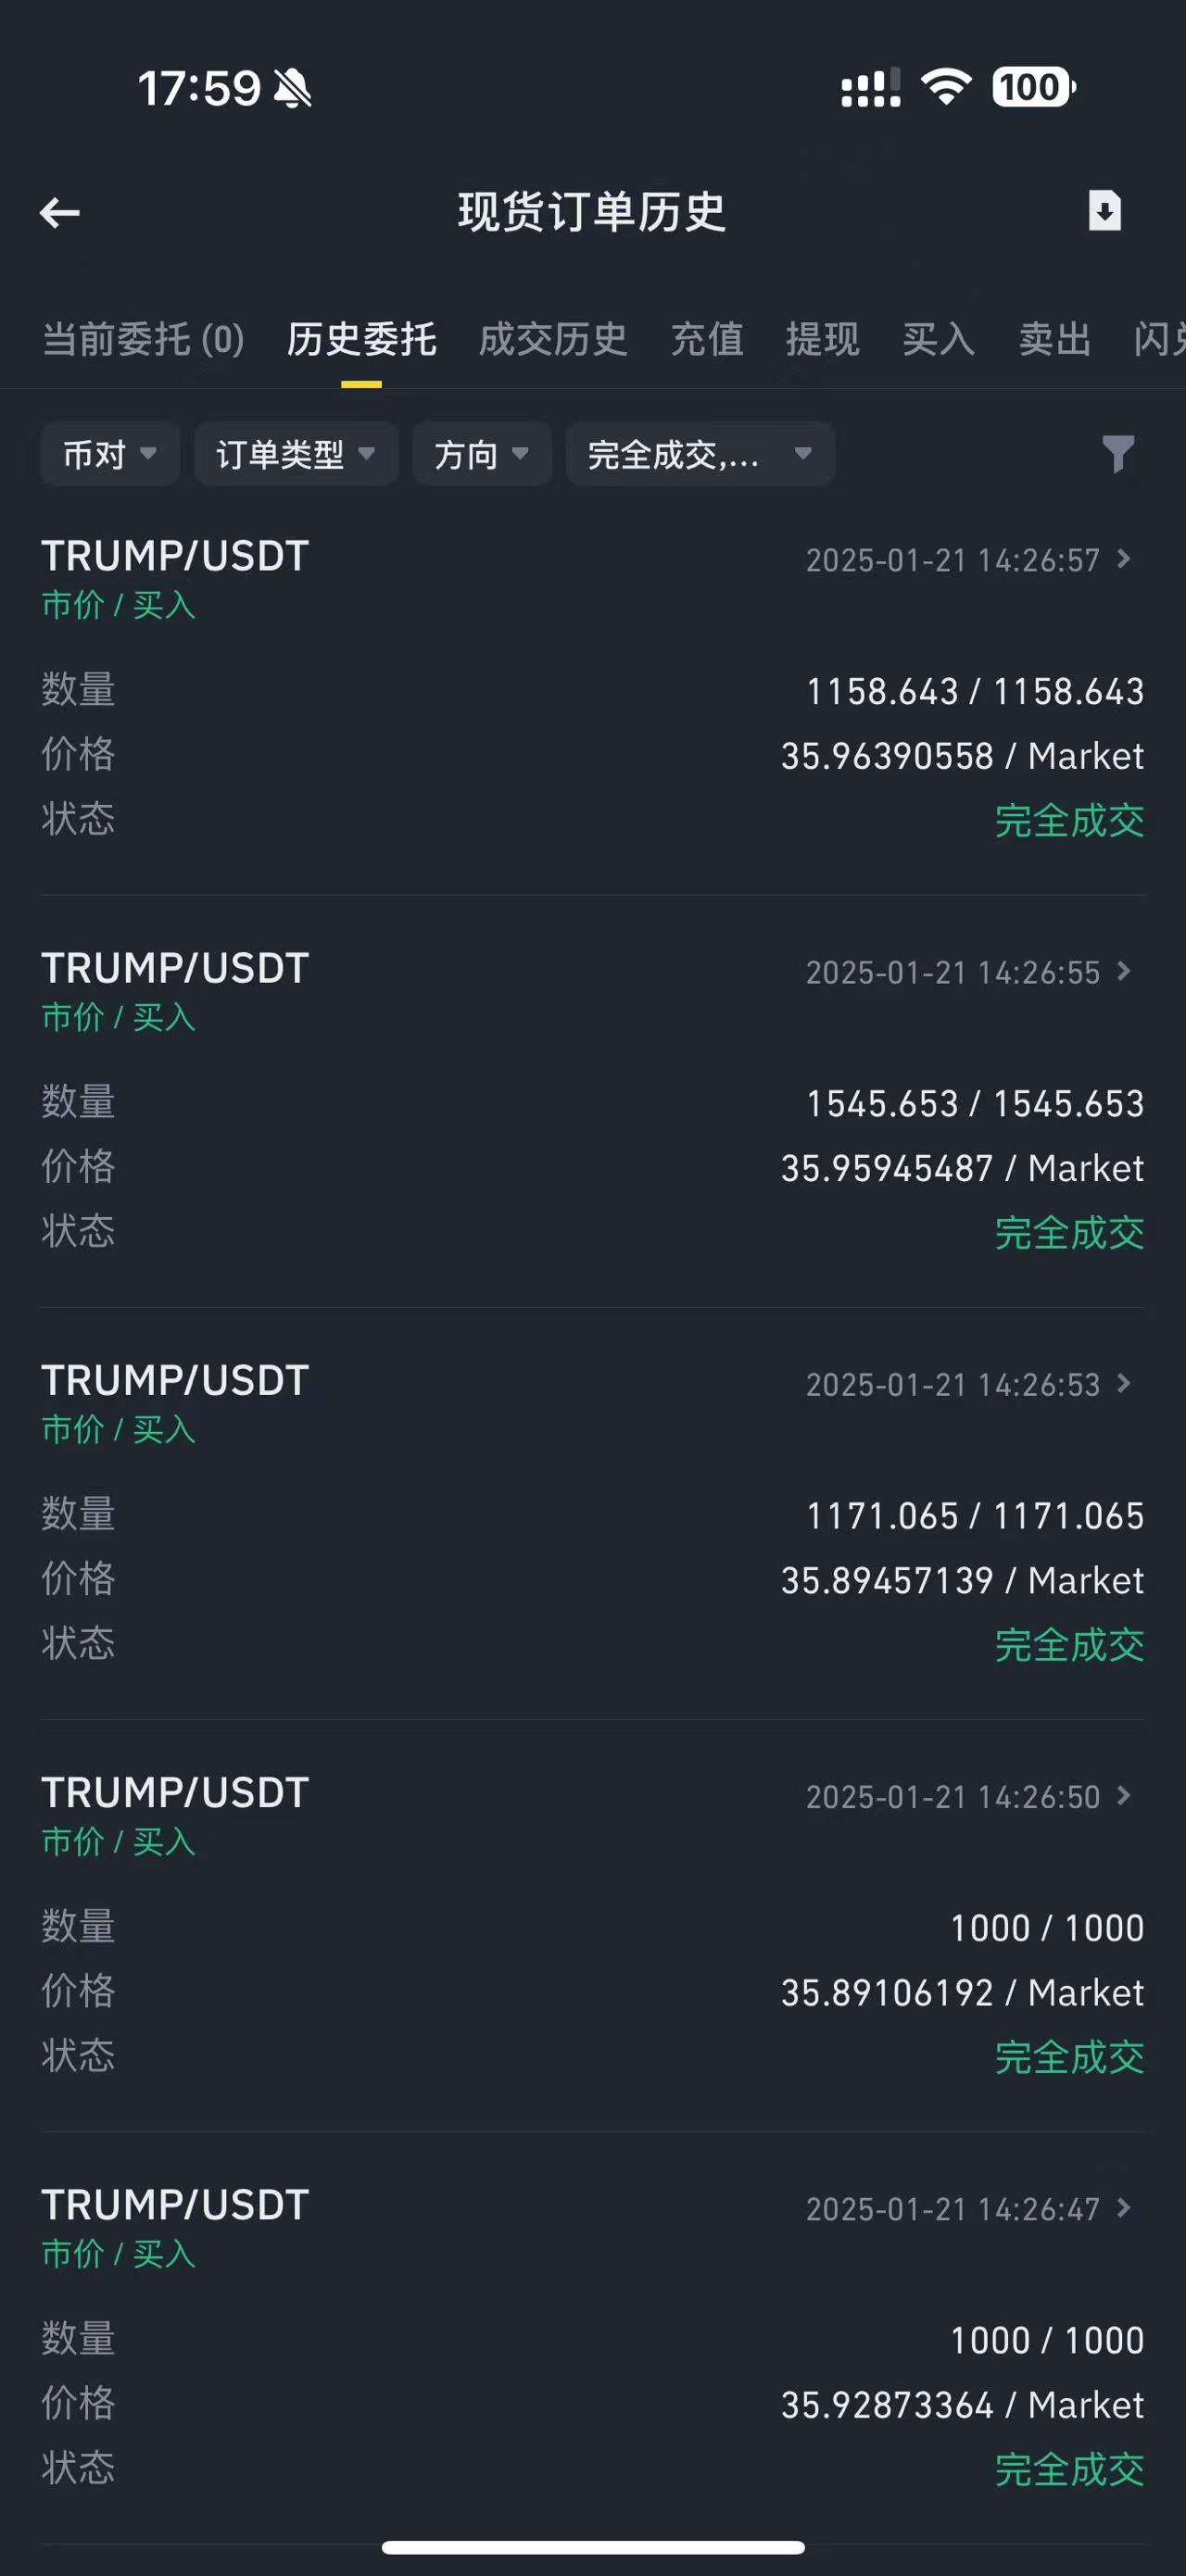 17:59
100
现货订单历史
当前委托 (0) 历史委托 成交历史 充值 提现 买入 卖出 闪
币对 订单类型 方向 完全成交,...
TRUMP/USDT 2025-01-21 14:26:57
市价 / 买入
数量 1158.643 / 1158.643
价格 35.96390558 / Market
状态 完全成交
TRUMP/USDT 2025-01-21 14:26:55
市价 / 买入
数量 1545.653 / 1545.653
价格 35.95945487 / Market
状态 完全成交
TRUMP/USDT 2025-01-21 14:26:53
市价 / 买入
数量 1171.065 / 1171.065
价格 35.89457139 / Market
状态 完全成交
TRUMP/USDT 2025-01-21 14:26:50
市价 / 买入
数量 1000 / 1000
价格 35.89106192 / Market
状态 完全成交
TRUMP/USDT 2025-01-21 14:26:47
市价 / 买入
数量 1000 / 1000
价格 35.92873364 / Market
状态 完全成交